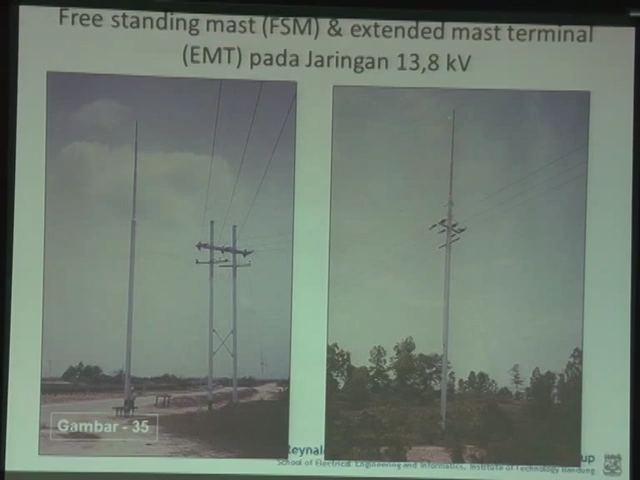 Free standing mast (FSM) & extended mast terminal
(EMT) pada Jaringan 13,8 kV
Gambar - 35
School of Electrical Engineering and Informatics, Institute of Technology Bandung